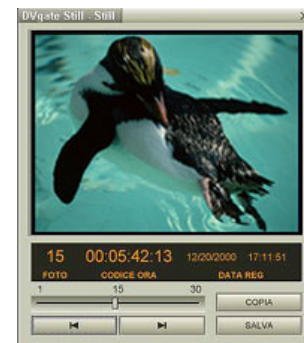 DVgate Still - Still
15 00:05:42:13 12/20/2000 17:11:51
FOTO CODICE ORA DATA REG
1 15 30
COPIA
SALVA